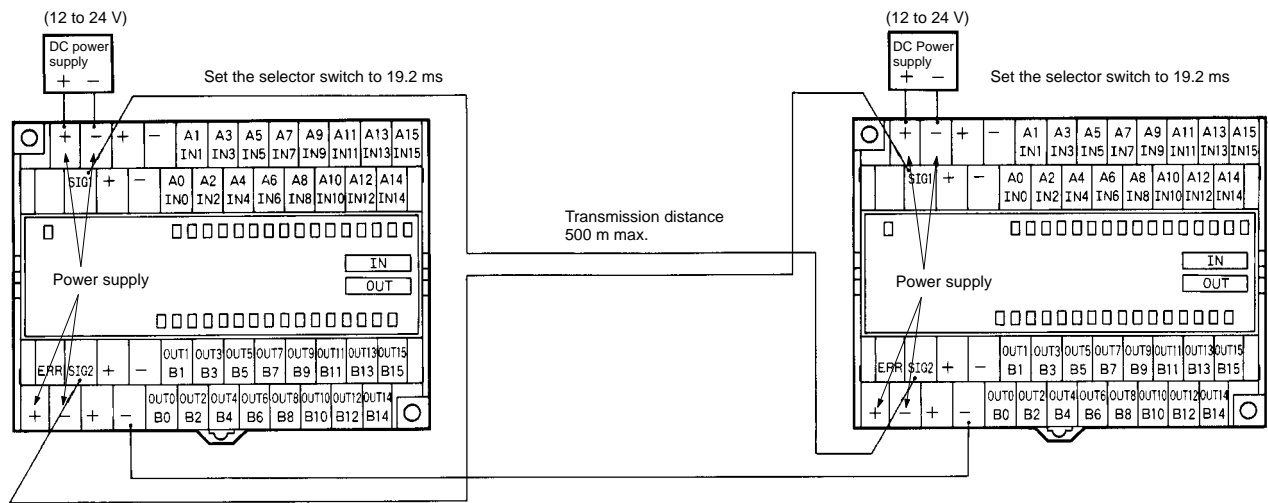 (12 to 24 V)
DC power
supply
+ −
Set the selector switch to 19.2 ms
+ − + − A1 A3 A5 A7 A9 A11 A13 A15
IN1 IN3 IN5 IN7 IN9 IN11 IN13 IN15
SIG1 + − A0 A2 A4 A6 A8 A10 A12 A14
IN0 IN2 IN4 IN6 IN8 IN10 IN12 IN14
IN
OUT
Power supply
OUT1 OUT3 OUT5 OUT7 OUT9 OUT11 OUT13 OUT15
ERR SIG2 + − B1 B3 B5 B7 B9 B11 B13 B15
+ − + − OUT0 OUT2 OUT4 OUT6 OUT8 OUT10 OUT12 OUT14
B0 B2 B4 B6 B8 B10 B12 B14
Transmission distance
500 m max.
(12 to 24 V)
DC Power
supply
+ −
Set the selector switch to 19.2 ms
+ − + − A1 A3 A5 A7 A9 A11 A13 A15
IN1 IN3 IN5 IN7 IN9 IN11 IN13 IN15
SIG1 + − A0 A2 A4 A6 A8 A10 A12 A14
IN0 IN2 IN4 IN6 IN8 IN10 IN12 IN14
IN
OUT
Power supply
OUT1 OUT3 OUT5 OUT7 OUT9 OUT11 OUT13 OUT15
ERR SIG2 + − B1 B3 B5 B7 B9 B11 B13 B15
+ − + − OUT0 OUT2 OUT4 OUT6 OUT8 OUT10 OUT12 OUT14
B0 B2 B4 B6 B8 B10 B12 B14